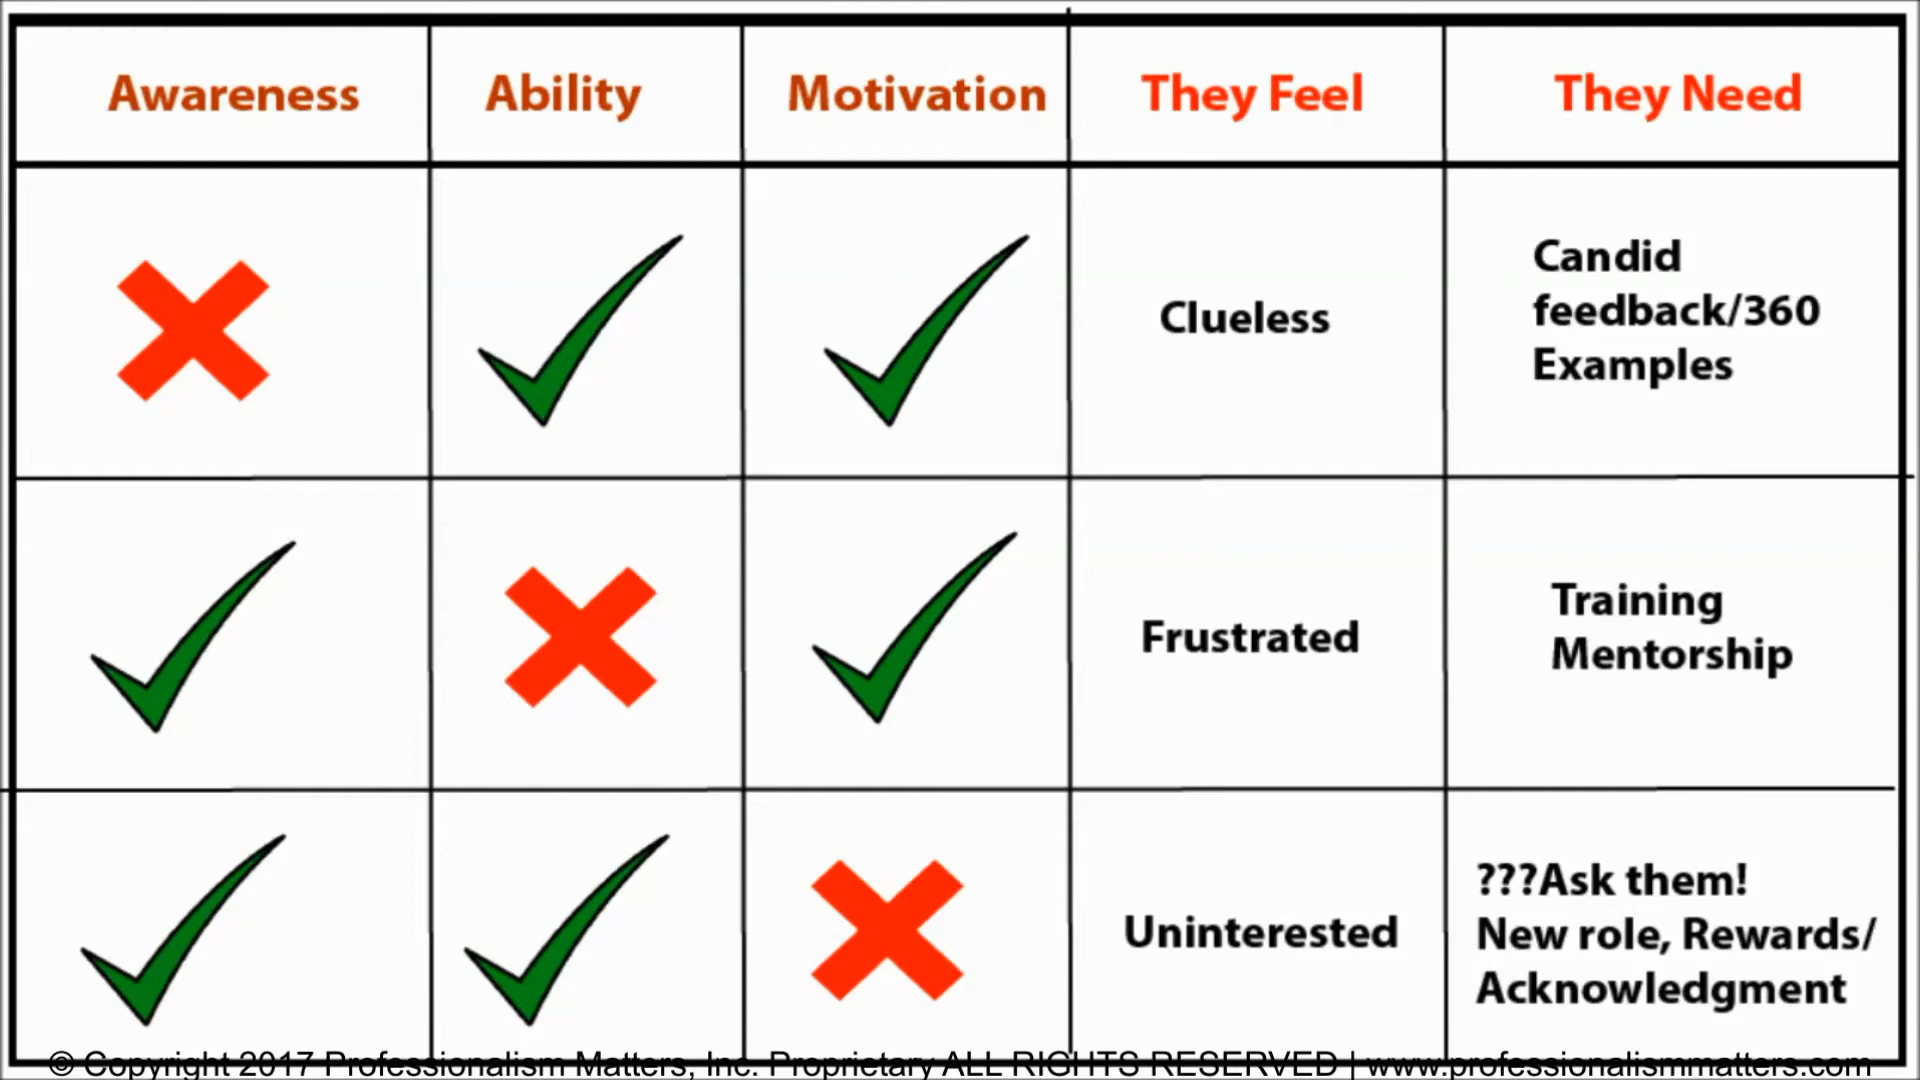 Awareness Ability Motivation They Feel They Need
Clueless
Candid
feedback/360
Examples
Frustrated
Training
Mentorship
Uninterested
???Ask them!
New role, Rewards/
Acknowledgment
© Copyright 2017 Professionalism Matters, Inc. Proprietary ALL RIGHTS RESERVED | www.professionalismmatters.com